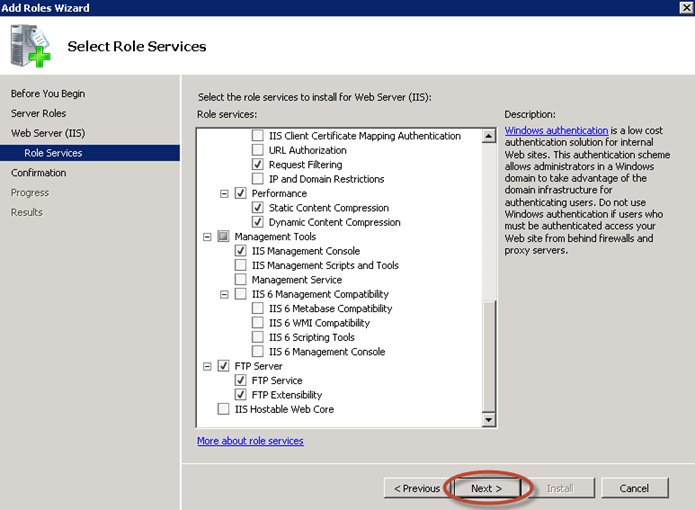 Add Roles Wizard
Select Role Services
Before You Begin
Server Roles
Web Server (IIS)
Role Services
Confirmation
Progress
Results
Select the role services to install for Web Server (IIS):
Role services:
IIS Client Certificate Mapping Authentication
URL Authorization
Request Filtering
IP and Domain Restrictions
Performance
Static Content Compression
Dynamic Content Compression
Management Tools
IIS Management Console
IIS Management Scripts and Tools
Management Service
IIS 6 Management Compatibility
IIS 6 Metabase Compatibility
IIS 6 WMI Compatibility
IIS 6 Scripting Tools
IIS 6 Management Console
FTP Server
FTP Service
FTP Extensibility
IIS Hostable Web Core
More about role services
Description:
Windows authentication is a low cost
authentication solution for internal
Web sites. This authentication scheme
allows administrators in a Windows
domain to take advantage of the
domain infrastructure for
authenticating users. Do not use
Windows authentication if users who
must be authenticated access your
Web site from behind firewalls and
proxy servers.
< Previous
Next >
Install
Cancel